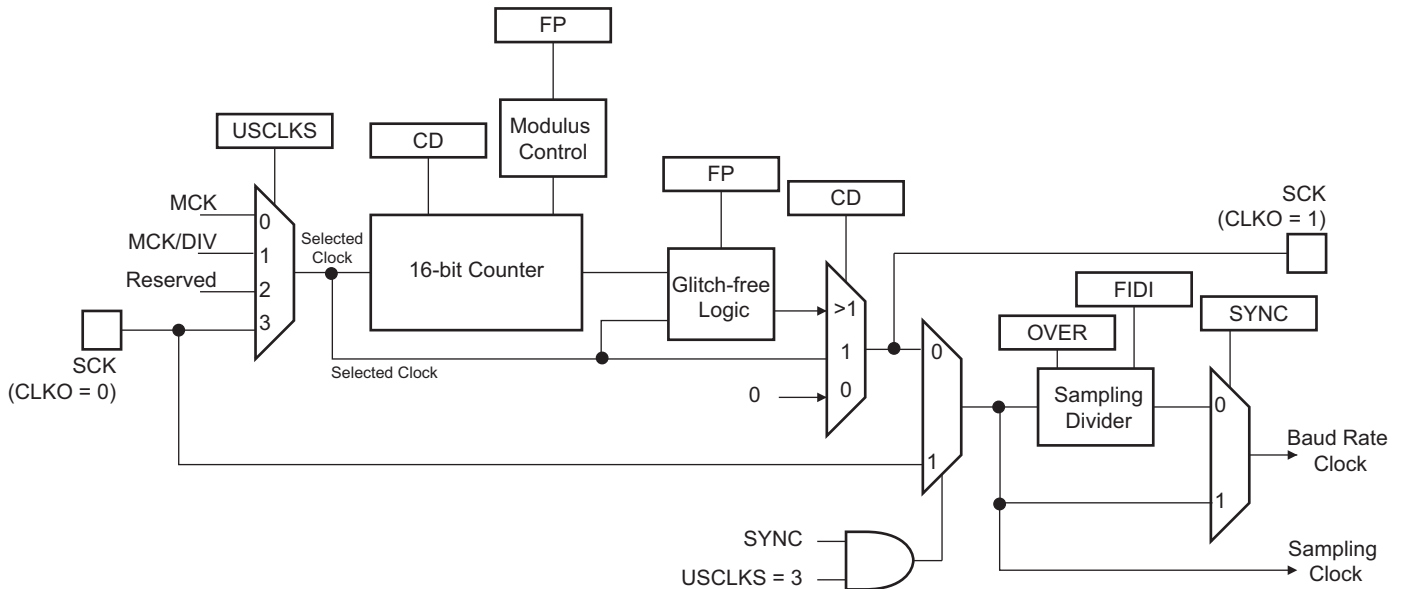 FP
USCLKS
CD
Modulus
Control
FP
CD
SCK
(CLKO = 1)
MCK
0
MCK/DIV
1
Reserved
2
3
Selected
Clock
16-bit Counter
Glitch-free
Logic
>1
1
0
0
Selected Clock
SCK
(CLKO = 0)
FIDI
OVER
SYNC
0
1
Sampling
Divider
0
1
Baud Rate
Clock
SYNC
USCLKS = 3
Sampling
Clock